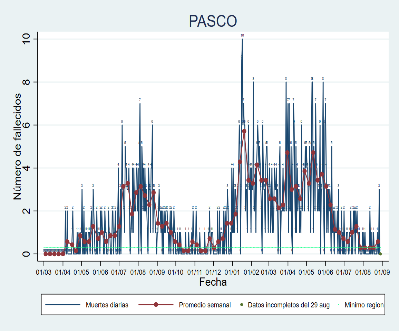 PASCO
10
8
6
4
2
0
Número de fallecidos
01/03 01/04 01/05 01/06 01/07 01/08 01/09 01/10 01/11 01/12 01/01 01/02 01/03 01/04 01/05 01/06 01/07 01/08 01/09
Fecha
Muertes diarias Promedio semanal Datos incompletos del 29 aug Minimo region